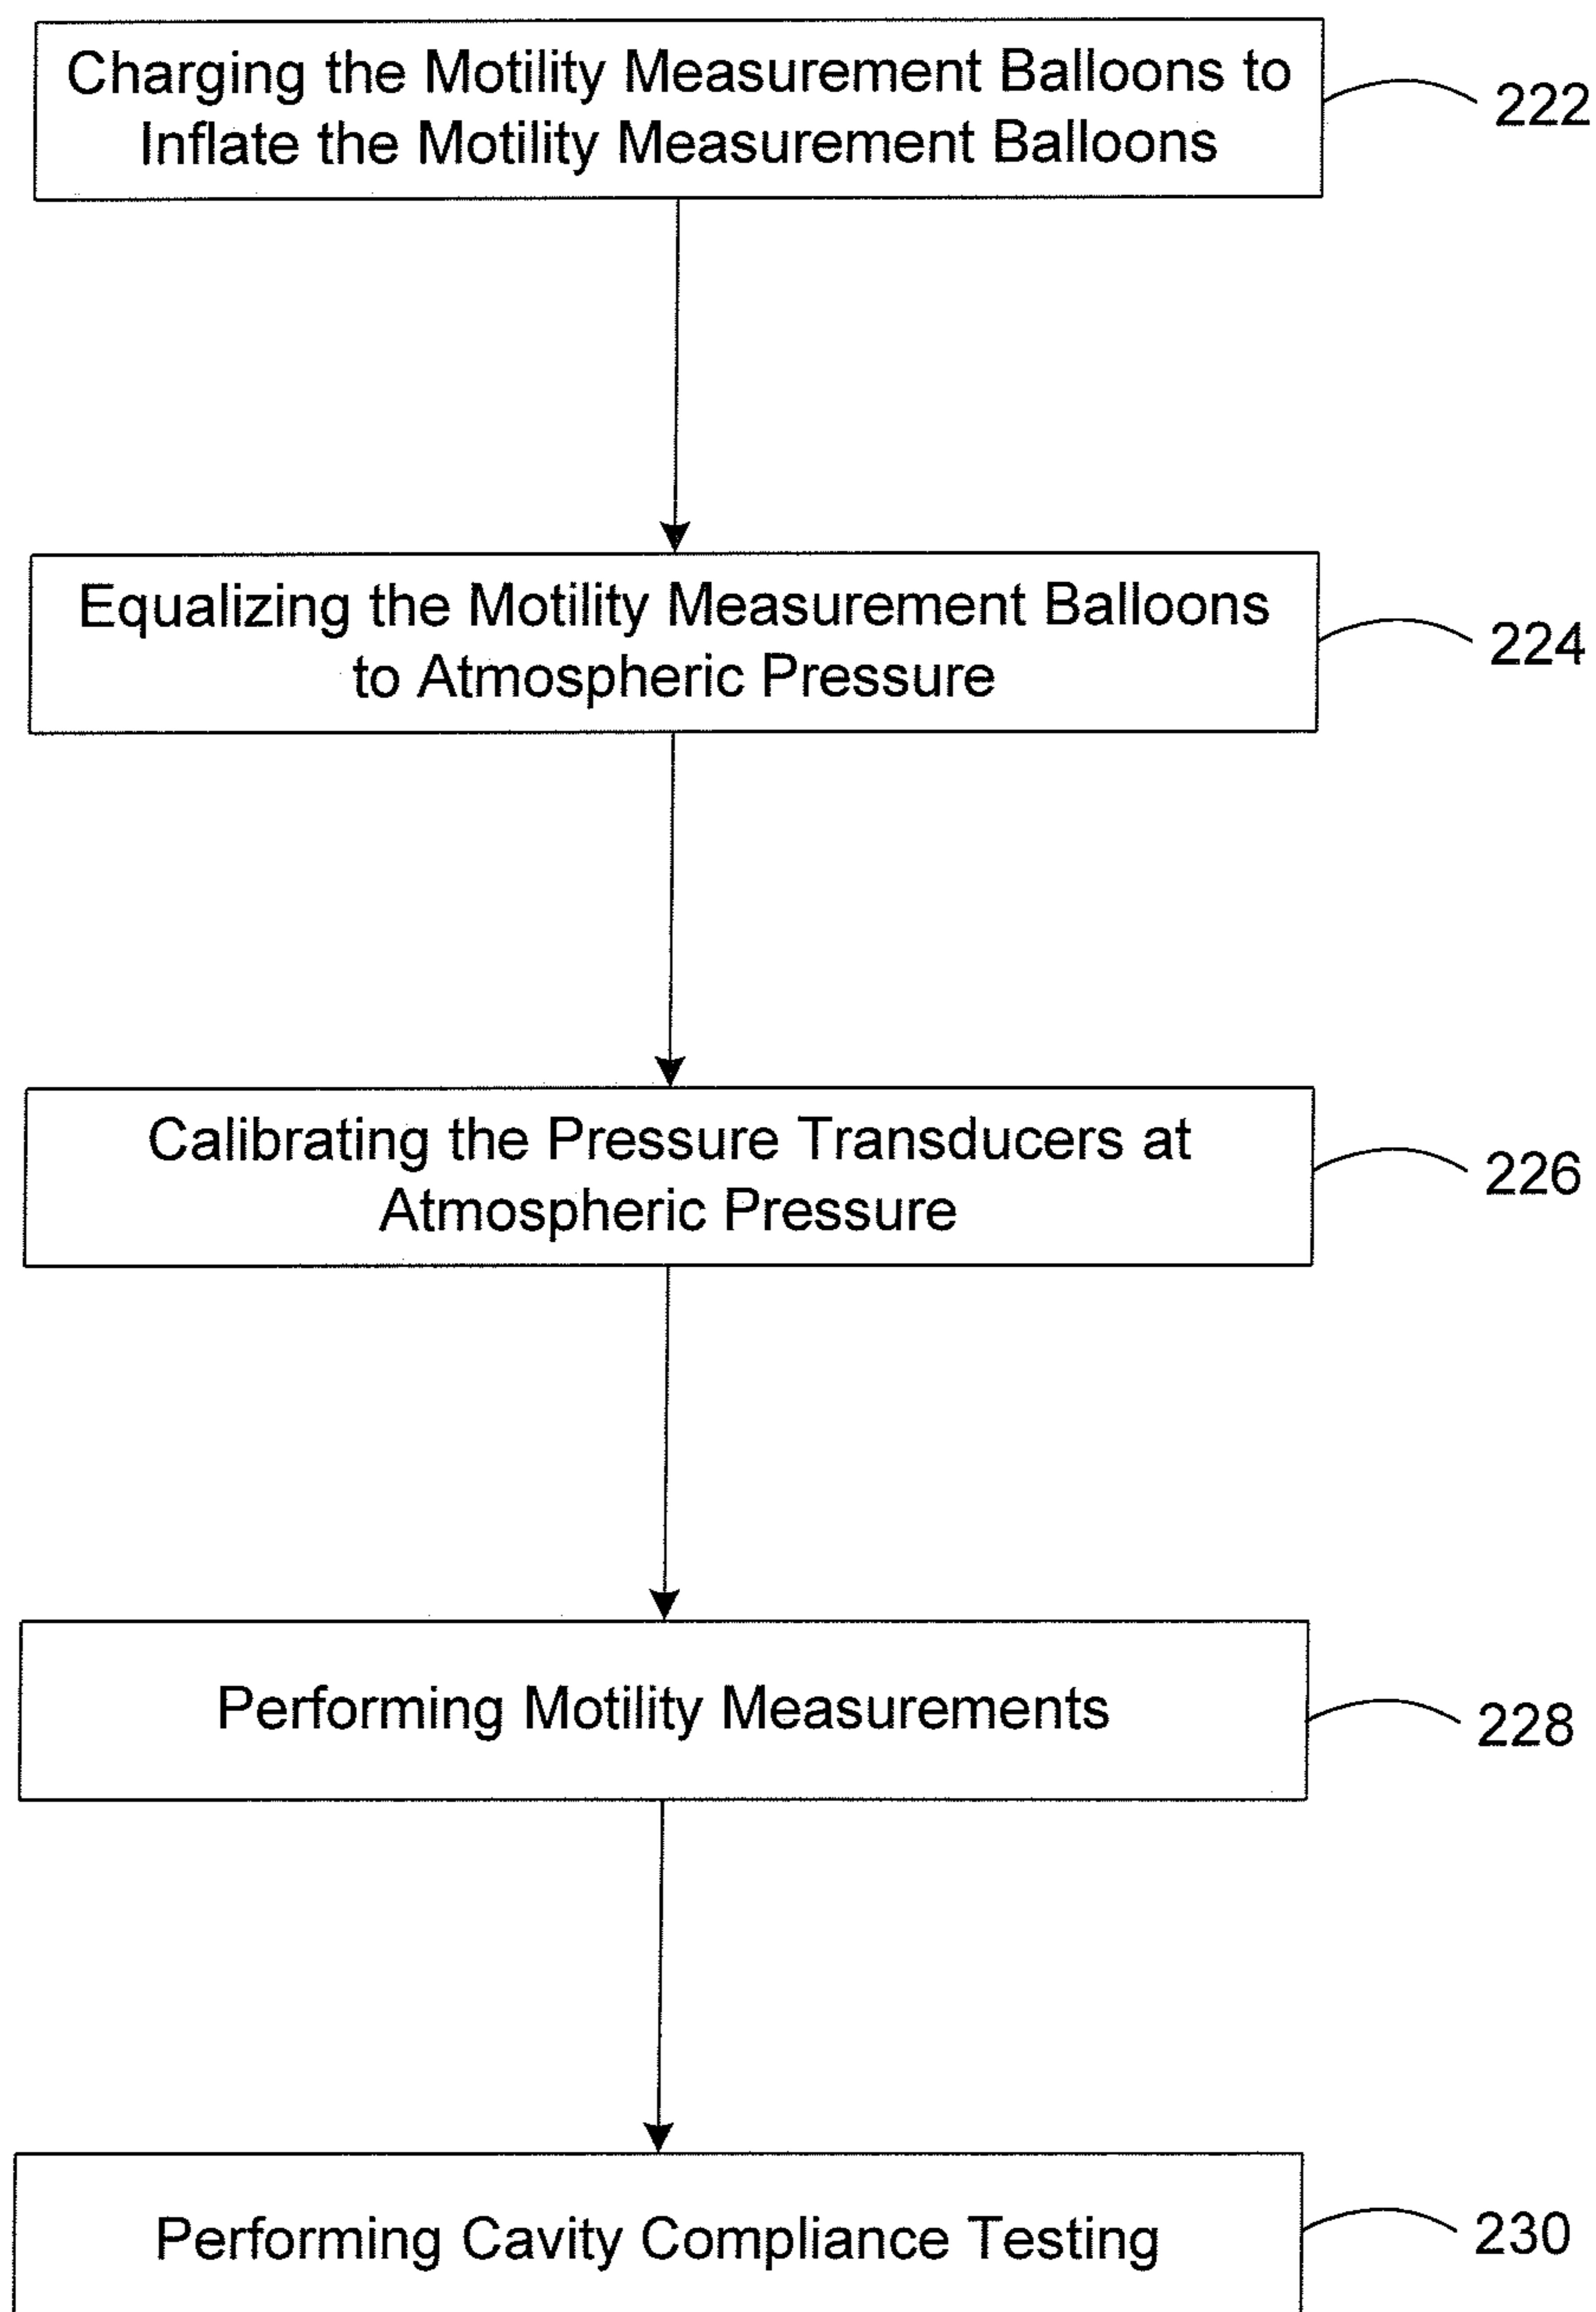 Charging the Motility Measurement Balloons to
Inflate the Motility Measurement Balloons
222
Equalizing the Motility Measurement Balloons
to Atmospheric Pressure
224
Calibrating the Pressure Transducers at
Atmospheric Pressure
226
Performing Motility Measurements
228
Performing Cavity Compliance Testing
230